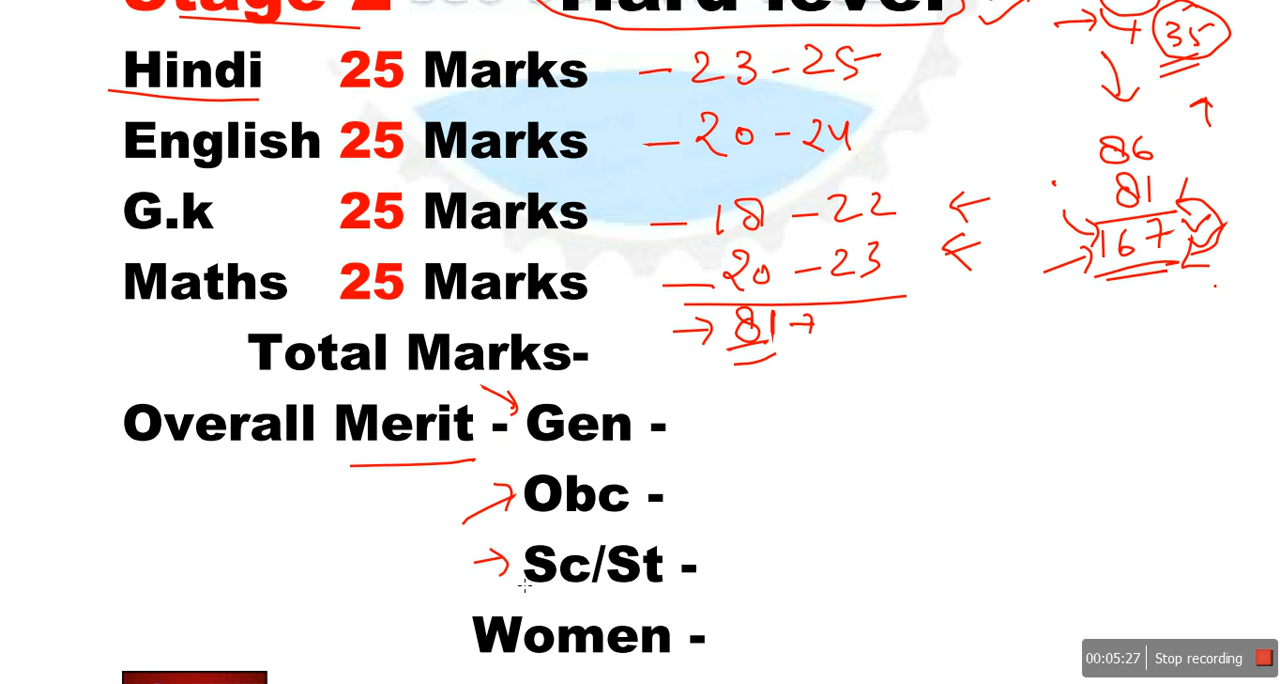 Stage 2 Hard level 35
Hindi 25 Marks - 23 - 25
English 25 Marks - 20 - 24 86
G.k 25 Marks - 18 - 22 81
Maths 25 Marks - 20 - 23 167
Total Marks- 81
Overall Merit - Gen -
Obc -
Sc/St -
Women -
00:05:27 Stop recording